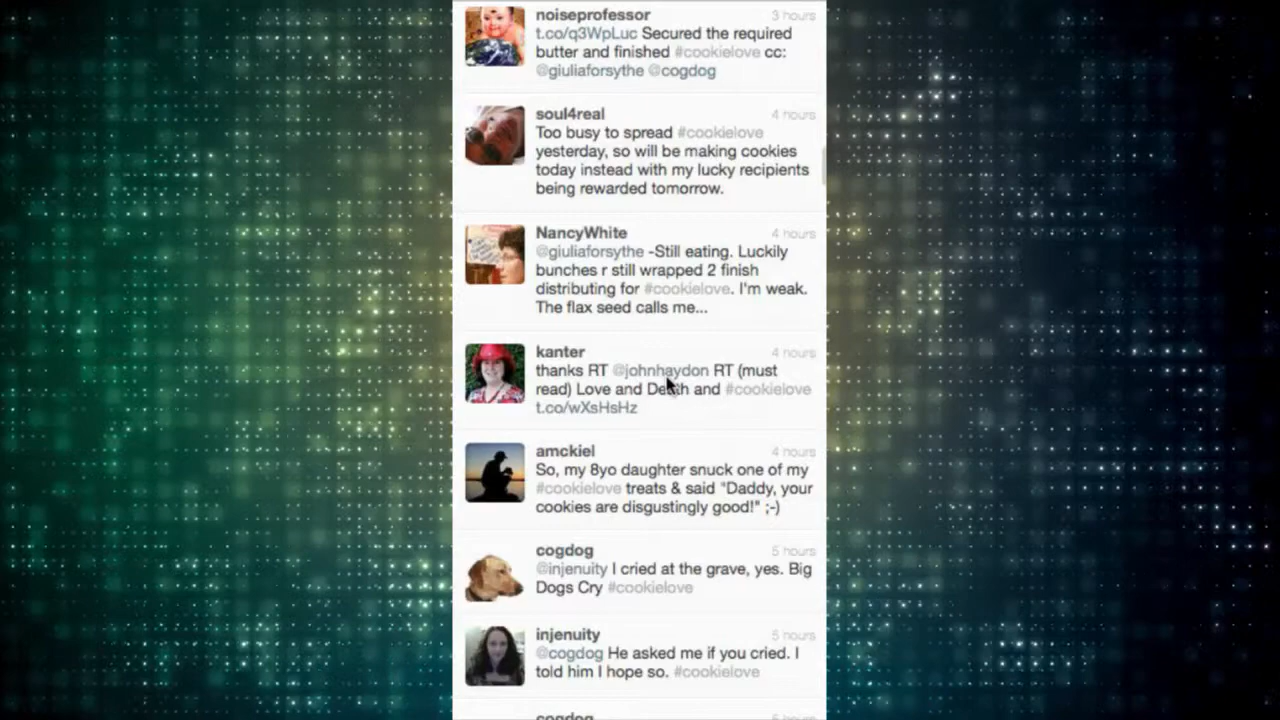 noiseprofessor 3 hours
t.co/q3WpLuc Secured the required
butter and finished #cookielove cc:
@giuliaforsythe @cogdog
soul4real 4 hours
Too busy to spread #cookielove
yesterday, so will be making cookies
today instead with my lucky recipients
being rewarded tomorrow.
NancyWhite 4 hours
@giuliaforsythe -Still eating. Luckily
bunches r still wrapped 2 finish
distributing for #cookielove. I'm weak.
The flax seed calls me...
kanter 4 hours
thanks RT @johnhaydon RT (must
read) Love and Death and #cookielove
t.co/wXsHsHz
amckiel 4 hours
So, my 8yo daughter snuck one of my
#cookielove treats & said "Daddy, your
cookies are disgustingly good!" ;-)
cogdog 5 hours
@injenuity I cried at the grave, yes. Big
Dogs Cry #cookielove
injenuity 5 hours
@cogdog He asked me if you cried. I
told him I hope so. #cookielove
cogdog 5 hours